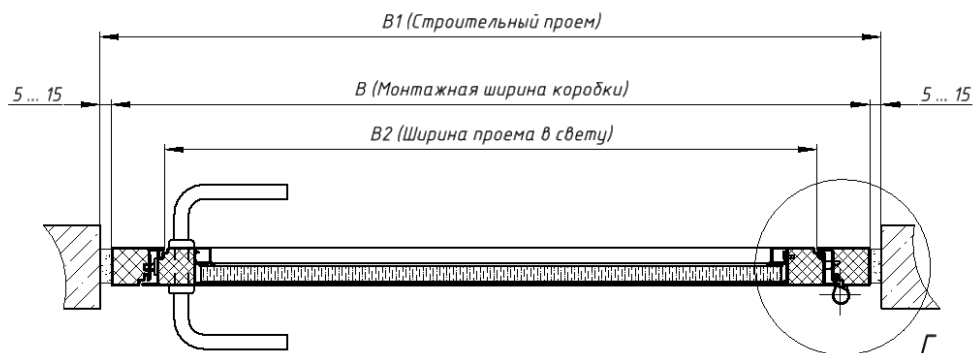 B1 (Строительный проем)
5 ... 15
B (Монтажная ширина коробки)
5 ... 15
B2 (Ширина проема в свету)
Г